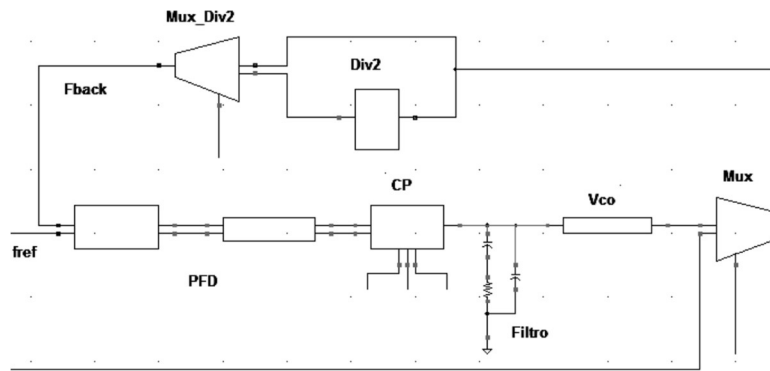 Mux_Div2
Div2
Fback
CP
Mux
Vco
fref
PFD
Filtro